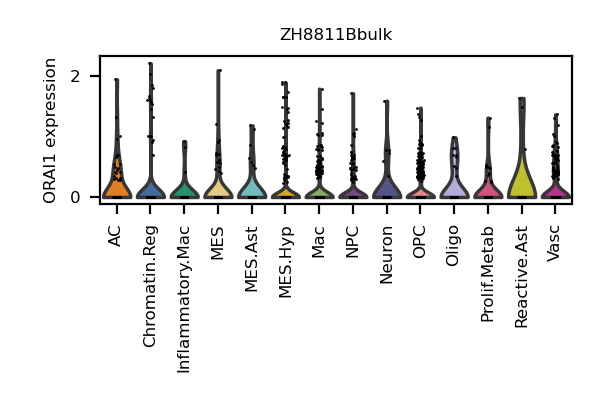 ZH8811Bbulk
ORAI1 expression
2
0
AC
Chromatin.Reg
Inflammatory.Mac
MES
MES.Ast
MES.Hyp
Mac
NPC
Neuron
OPC
Oligo
Prolif.Metab
Reactive.Ast
Vasc